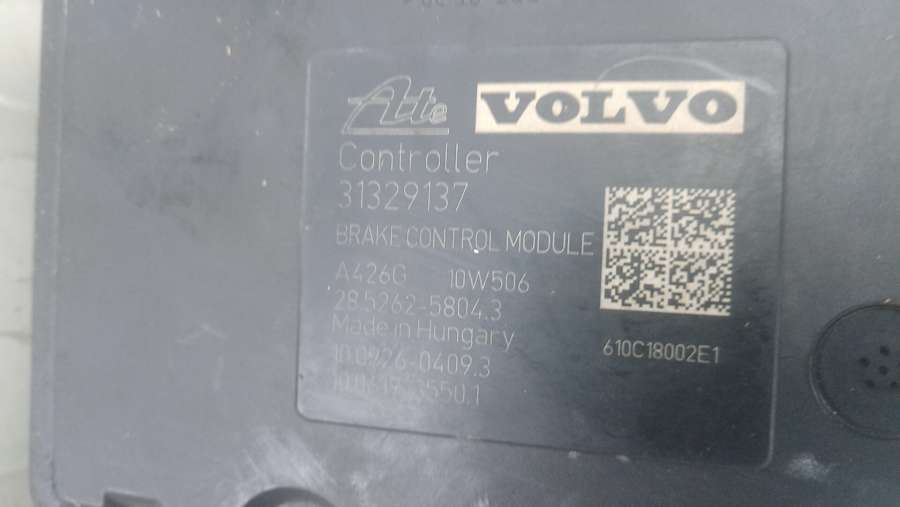 Ate VOLVO
Controller
31329137
BRAKE CONTROL MODULE
A426G 10W506
28.5262-5804.3
Made in Hungary
10.0926-0409.3
610C18002E1